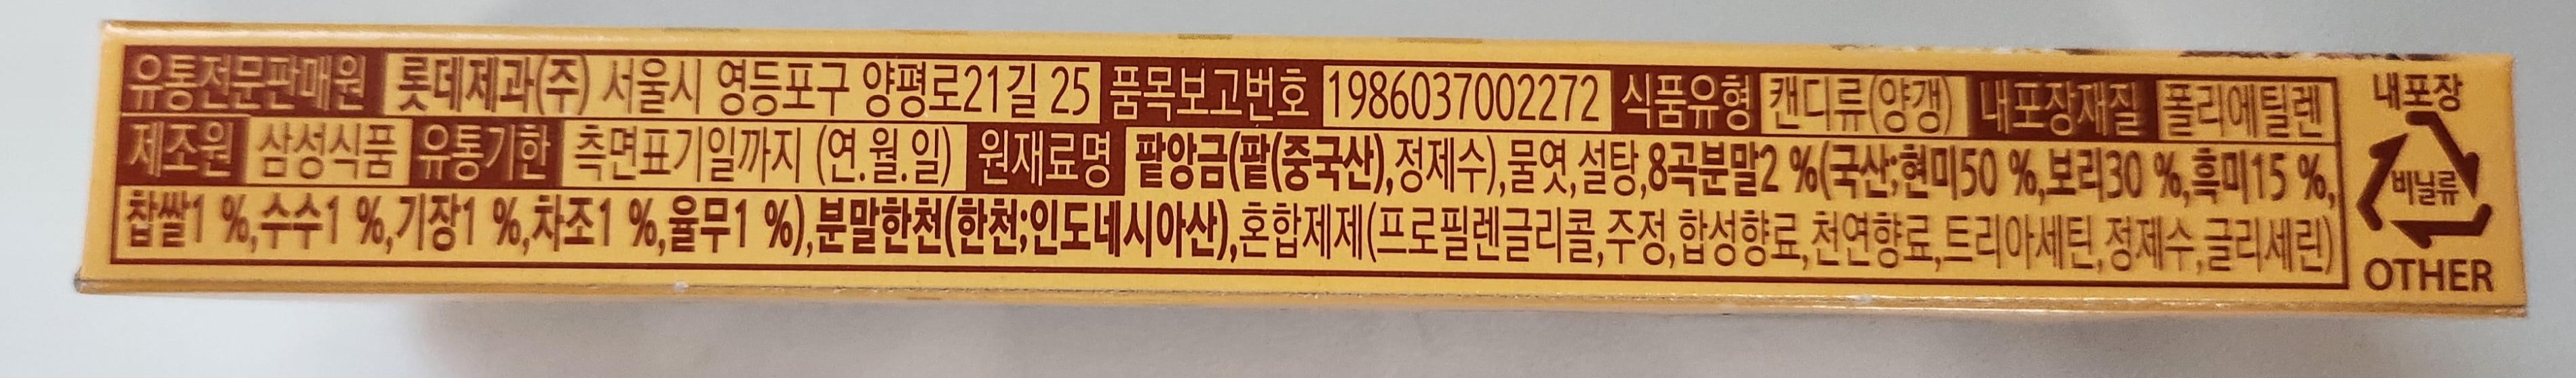 유통전문판매원 롯데제과(주) 서울시 영등포구 양평로21길 25 품목보고번호 1986037002272 식품유형 캔디류(양갱) 내포장재질 폴리에틸렌
제조원 삼성식품 유통기한 측면표기일까지 (연.월.일) 원재료명 팥앙금(팥(중국산),정제수),물엿,설탕,8곡분말2 %(국산;현미50 %,보리30 %,흑미15 %,
찹쌀1 %,수수1 %,기장1 %,차조1 %,율무1 %),분말한천(한천;인도네시아산),혼합제제(프로필렌글리콜,주정,합성향료,천연향료,트리아세틴,정제수,글리세린)
내포장
비닐류
OTHER